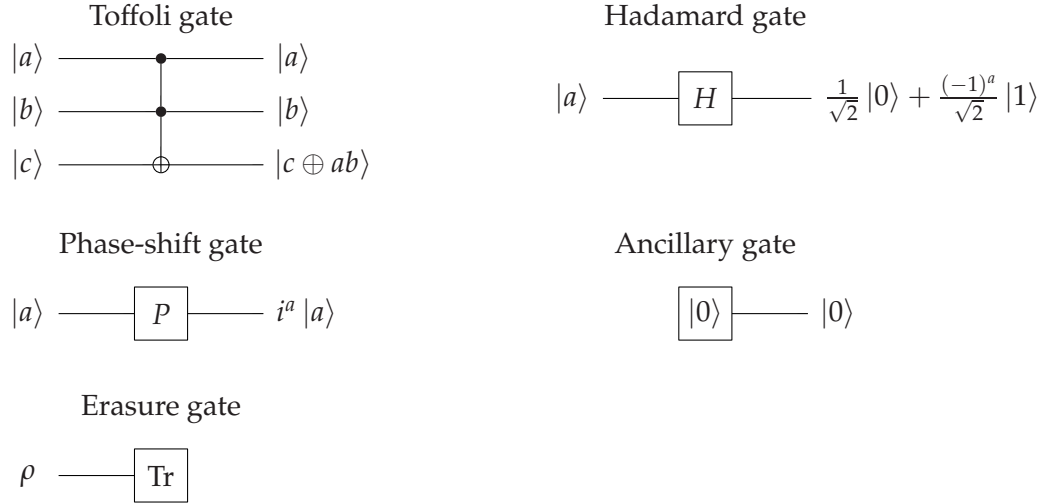 Toffoli gate
|a⟩ |a⟩
|b⟩ |b⟩
|c⟩ |c ⊕ ab⟩
Hadamard gate
|a⟩ H 1/√2 |0⟩ + (−1)^a/√2 |1⟩
Phase-shift gate
|a⟩ P i^a |a⟩
Ancillary gate
|0⟩ |0⟩
Erasure gate
ρ Tr